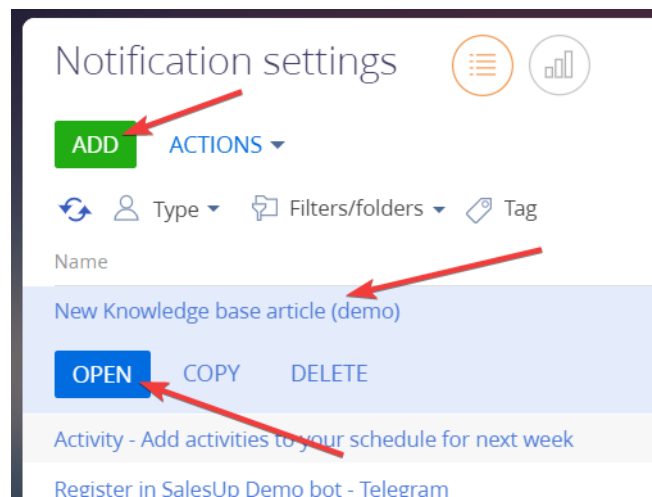 Notification settings
ADD ACTIONS
Type Filters/folders Tag
Name
New Knowledge base article (demo)
OPEN COPY DELETE
Activity - Add activities to your schedule for next week
Register in SalesUp Demo bot - Telegram